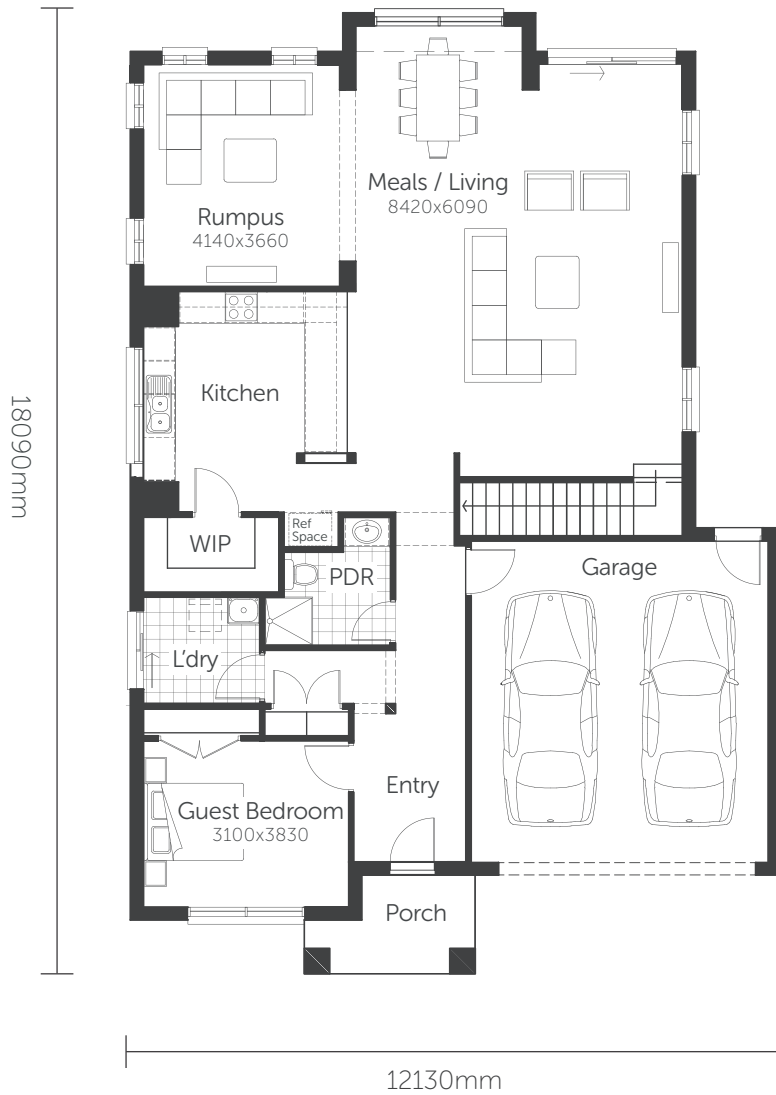 Meals / Living
8420x6090
Rumpus
4140x3660
Kitchen
18090mm
Ref
Space
WIP
PDR
Garage
L'dry
Entry
Guest Bedroom
3100x3830
Porch
12130mm